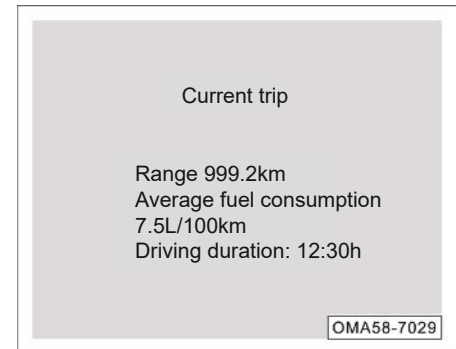 Current trip
Range 999.2km
Average fuel consumption
7.5L/100km
Driving duration: 12:30h
OMA58-7029